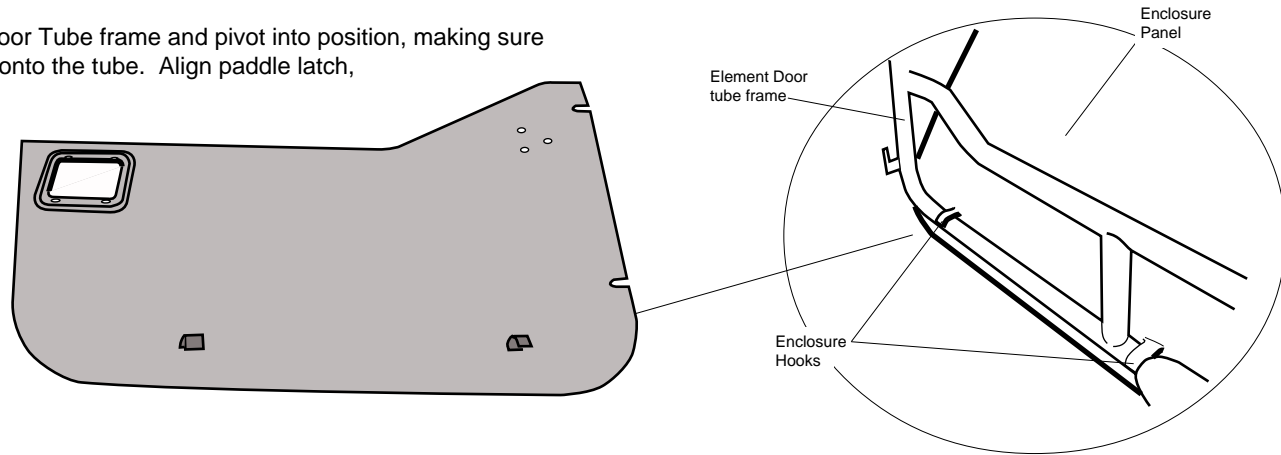 oor Tube frame and pivot into position, making sure
onto the tube.  Align paddle latch,
Enclosure
Panel
Element Door
tube frame
Enclosure
Hooks